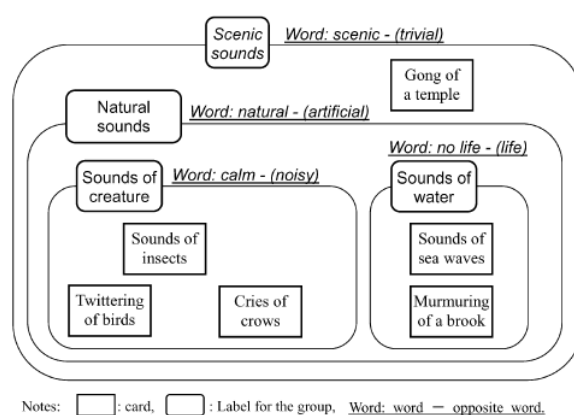 Scenic
sounds
Word: scenic - (trivial)
Gong of
a temple
Natural
sounds
Word: natural - (artificial)
Word: no life - (life)
Sounds of
creature
Word: calm - (noisy)
Sounds of
water
Sounds of
insects
Sounds of
sea waves
Twittering
of birds
Cries of
crows
Murmuring
of a brook
Notes: : card, : Label for the group, Word: word — opposite word.